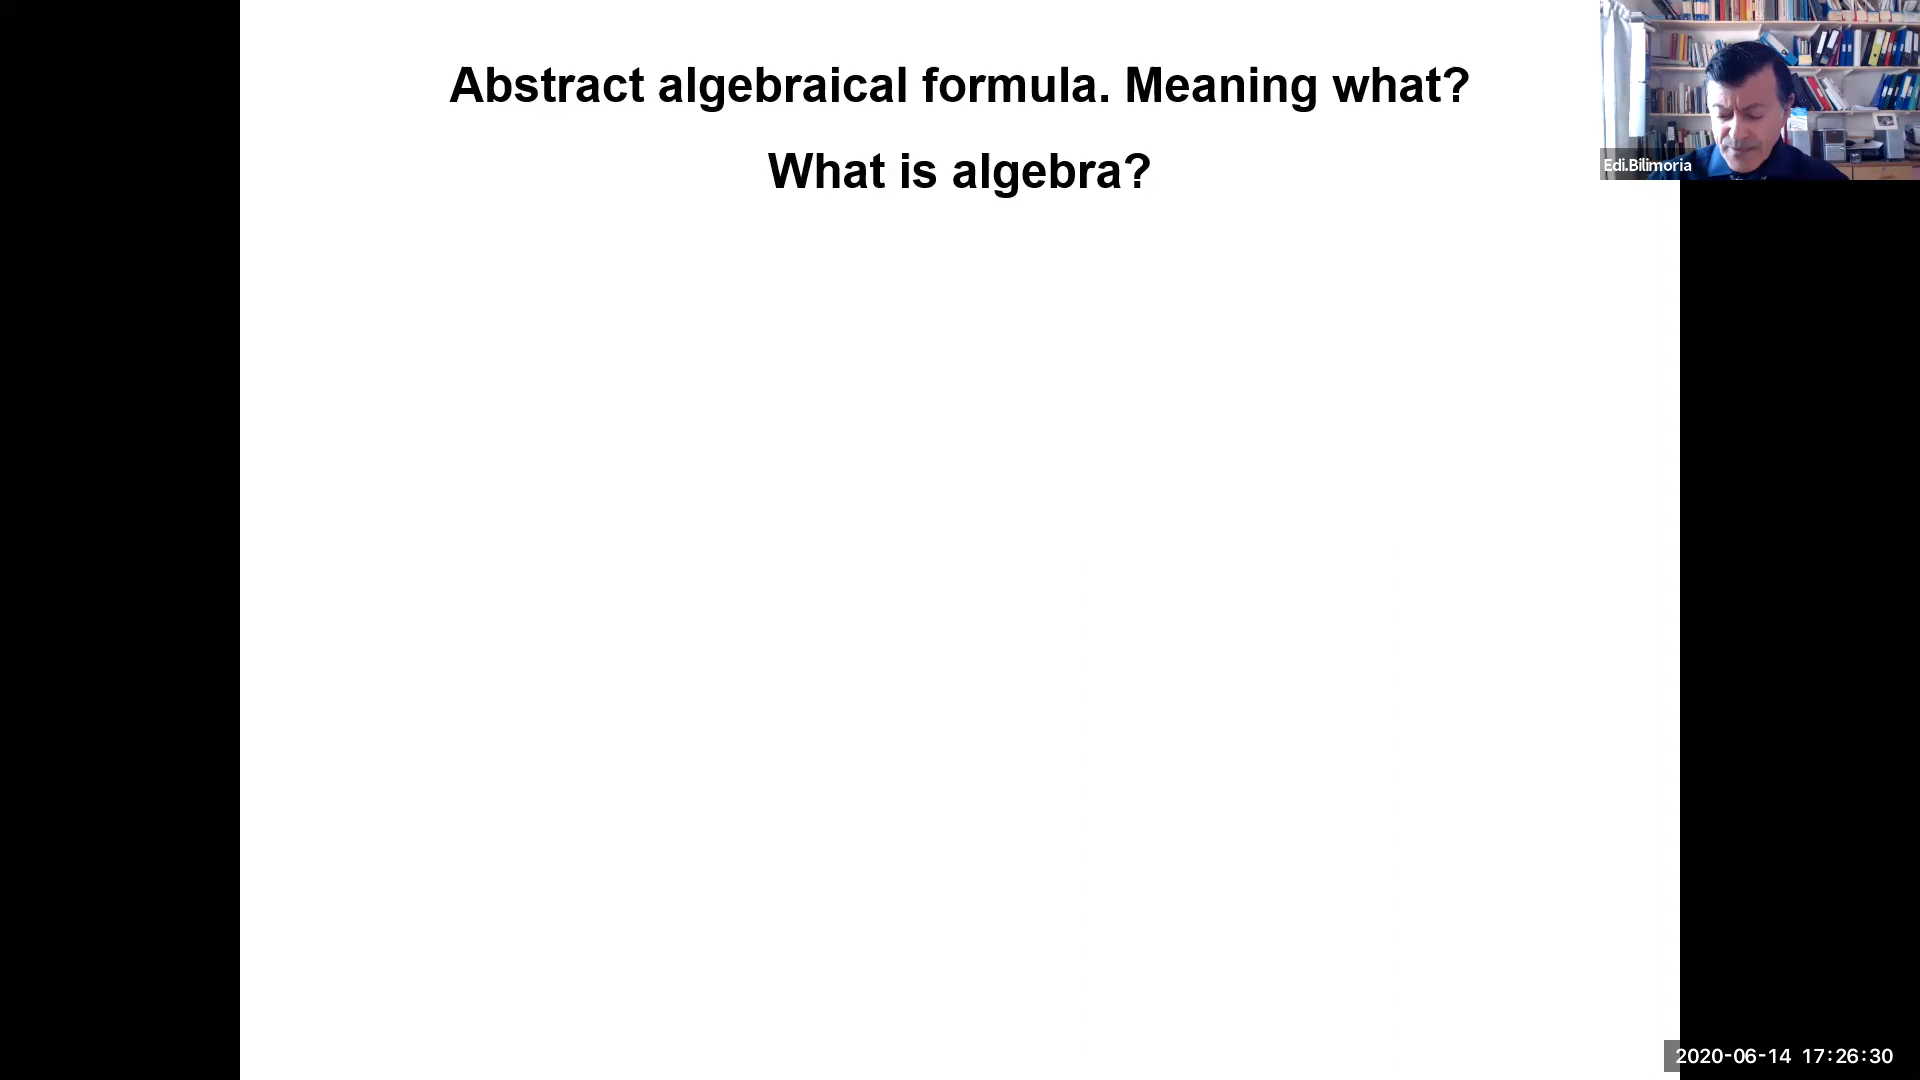 Abstract algebraical formula. Meaning what?
What is algebra?
Edi.Bilimoria
2020-06-14 17:26:30